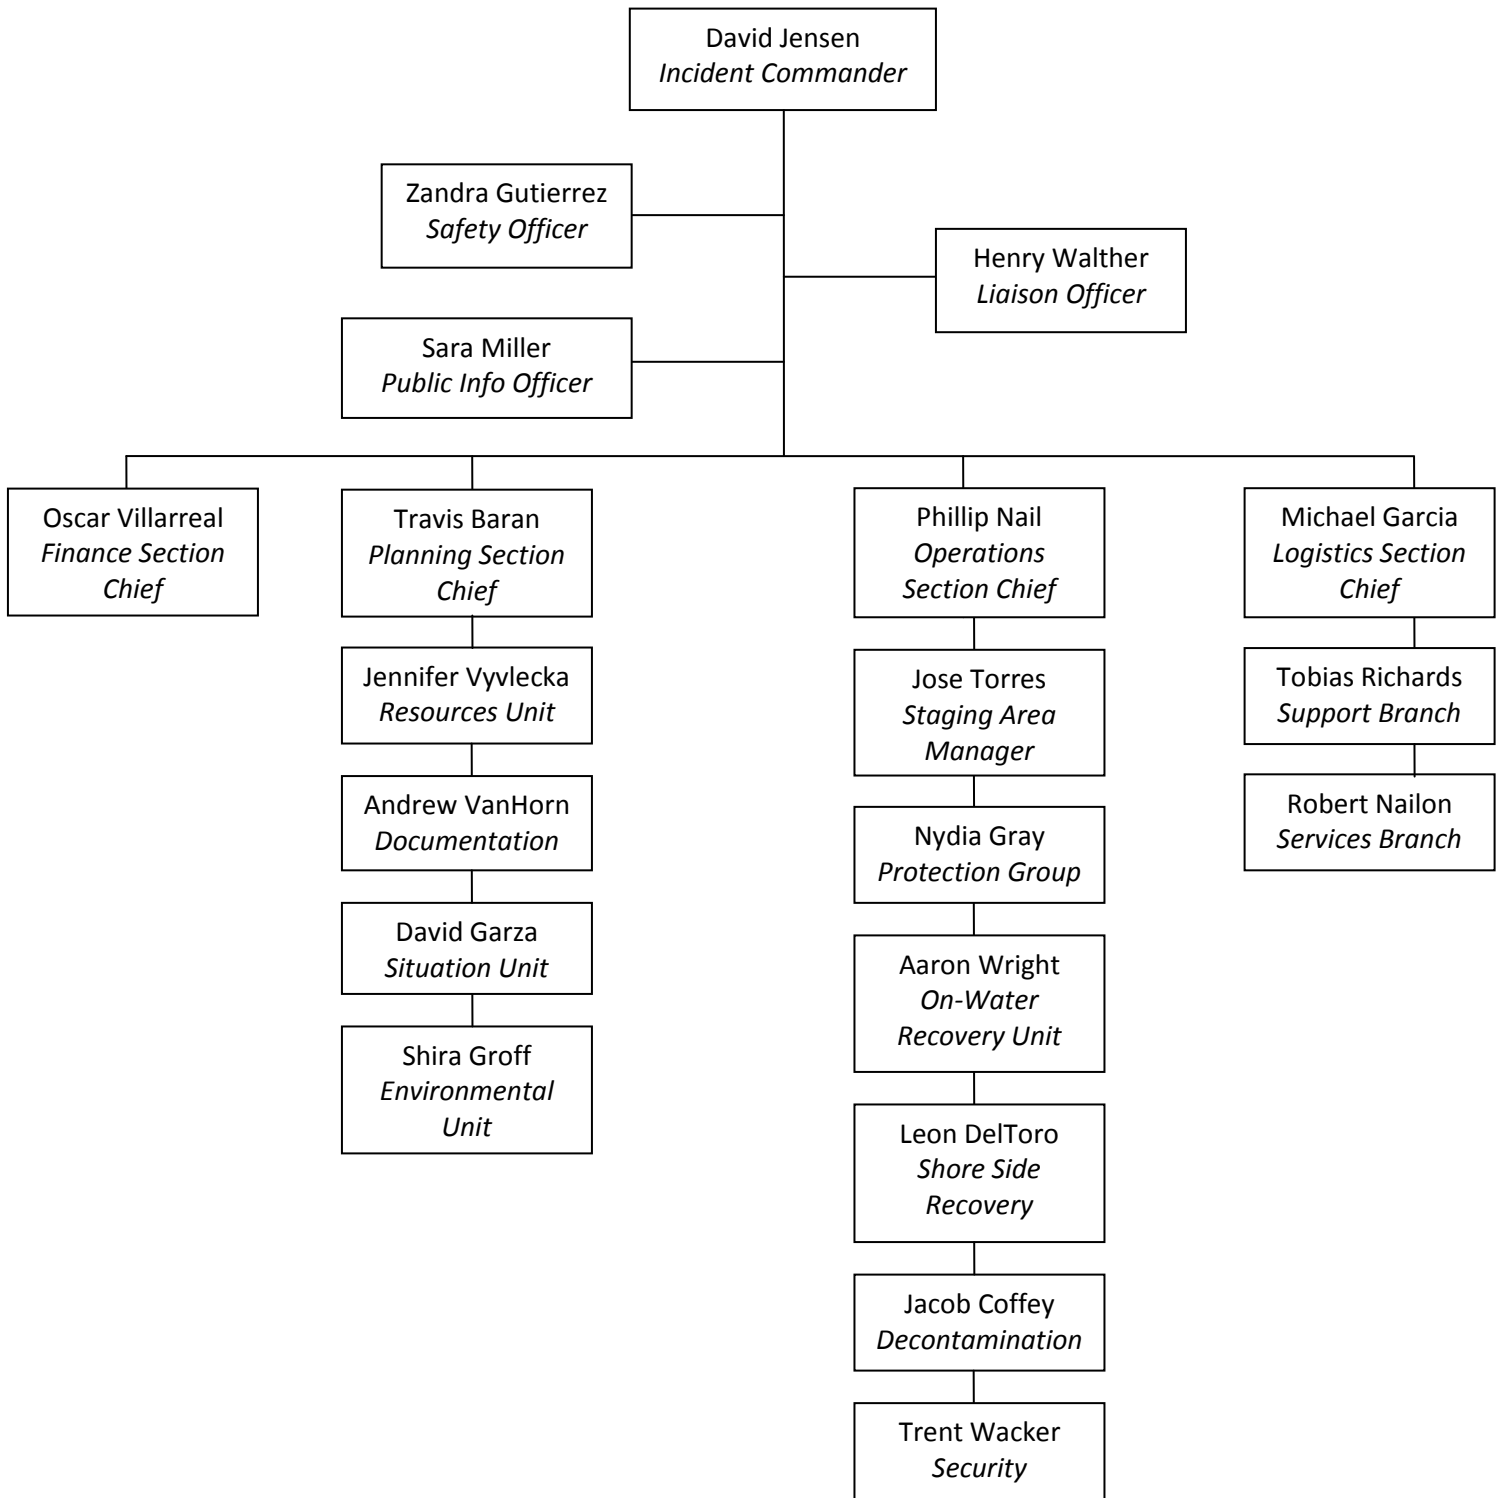 David Jensen
Incident Commander
Zandra Gutierrez
Safety Officer
Henry Walther
Liaison Officer
Sara Miller
Public Info Officer
Oscar Villarreal
Finance Section
Chief
Travis Baran
Planning Section
Chief
Phillip Nail
Operations
Section Chief
Michael Garcia
Logistics Section
Chief
Jennifer Vyvlecka
Resources Unit
Jose Torres
Staging Area
Manager
Tobias Richards
Support Branch
Andrew VanHorn
Documentation
Nydia Gray
Protection Group
Robert Nailon
Services Branch
David Garza
Situation Unit
Aaron Wright
On-Water
Recovery Unit
Shira Groff
Environmental
Unit
Leon DelToro
Shore Side
Recovery
Jacob Coffey
Decontamination
Trent Wacker
Security